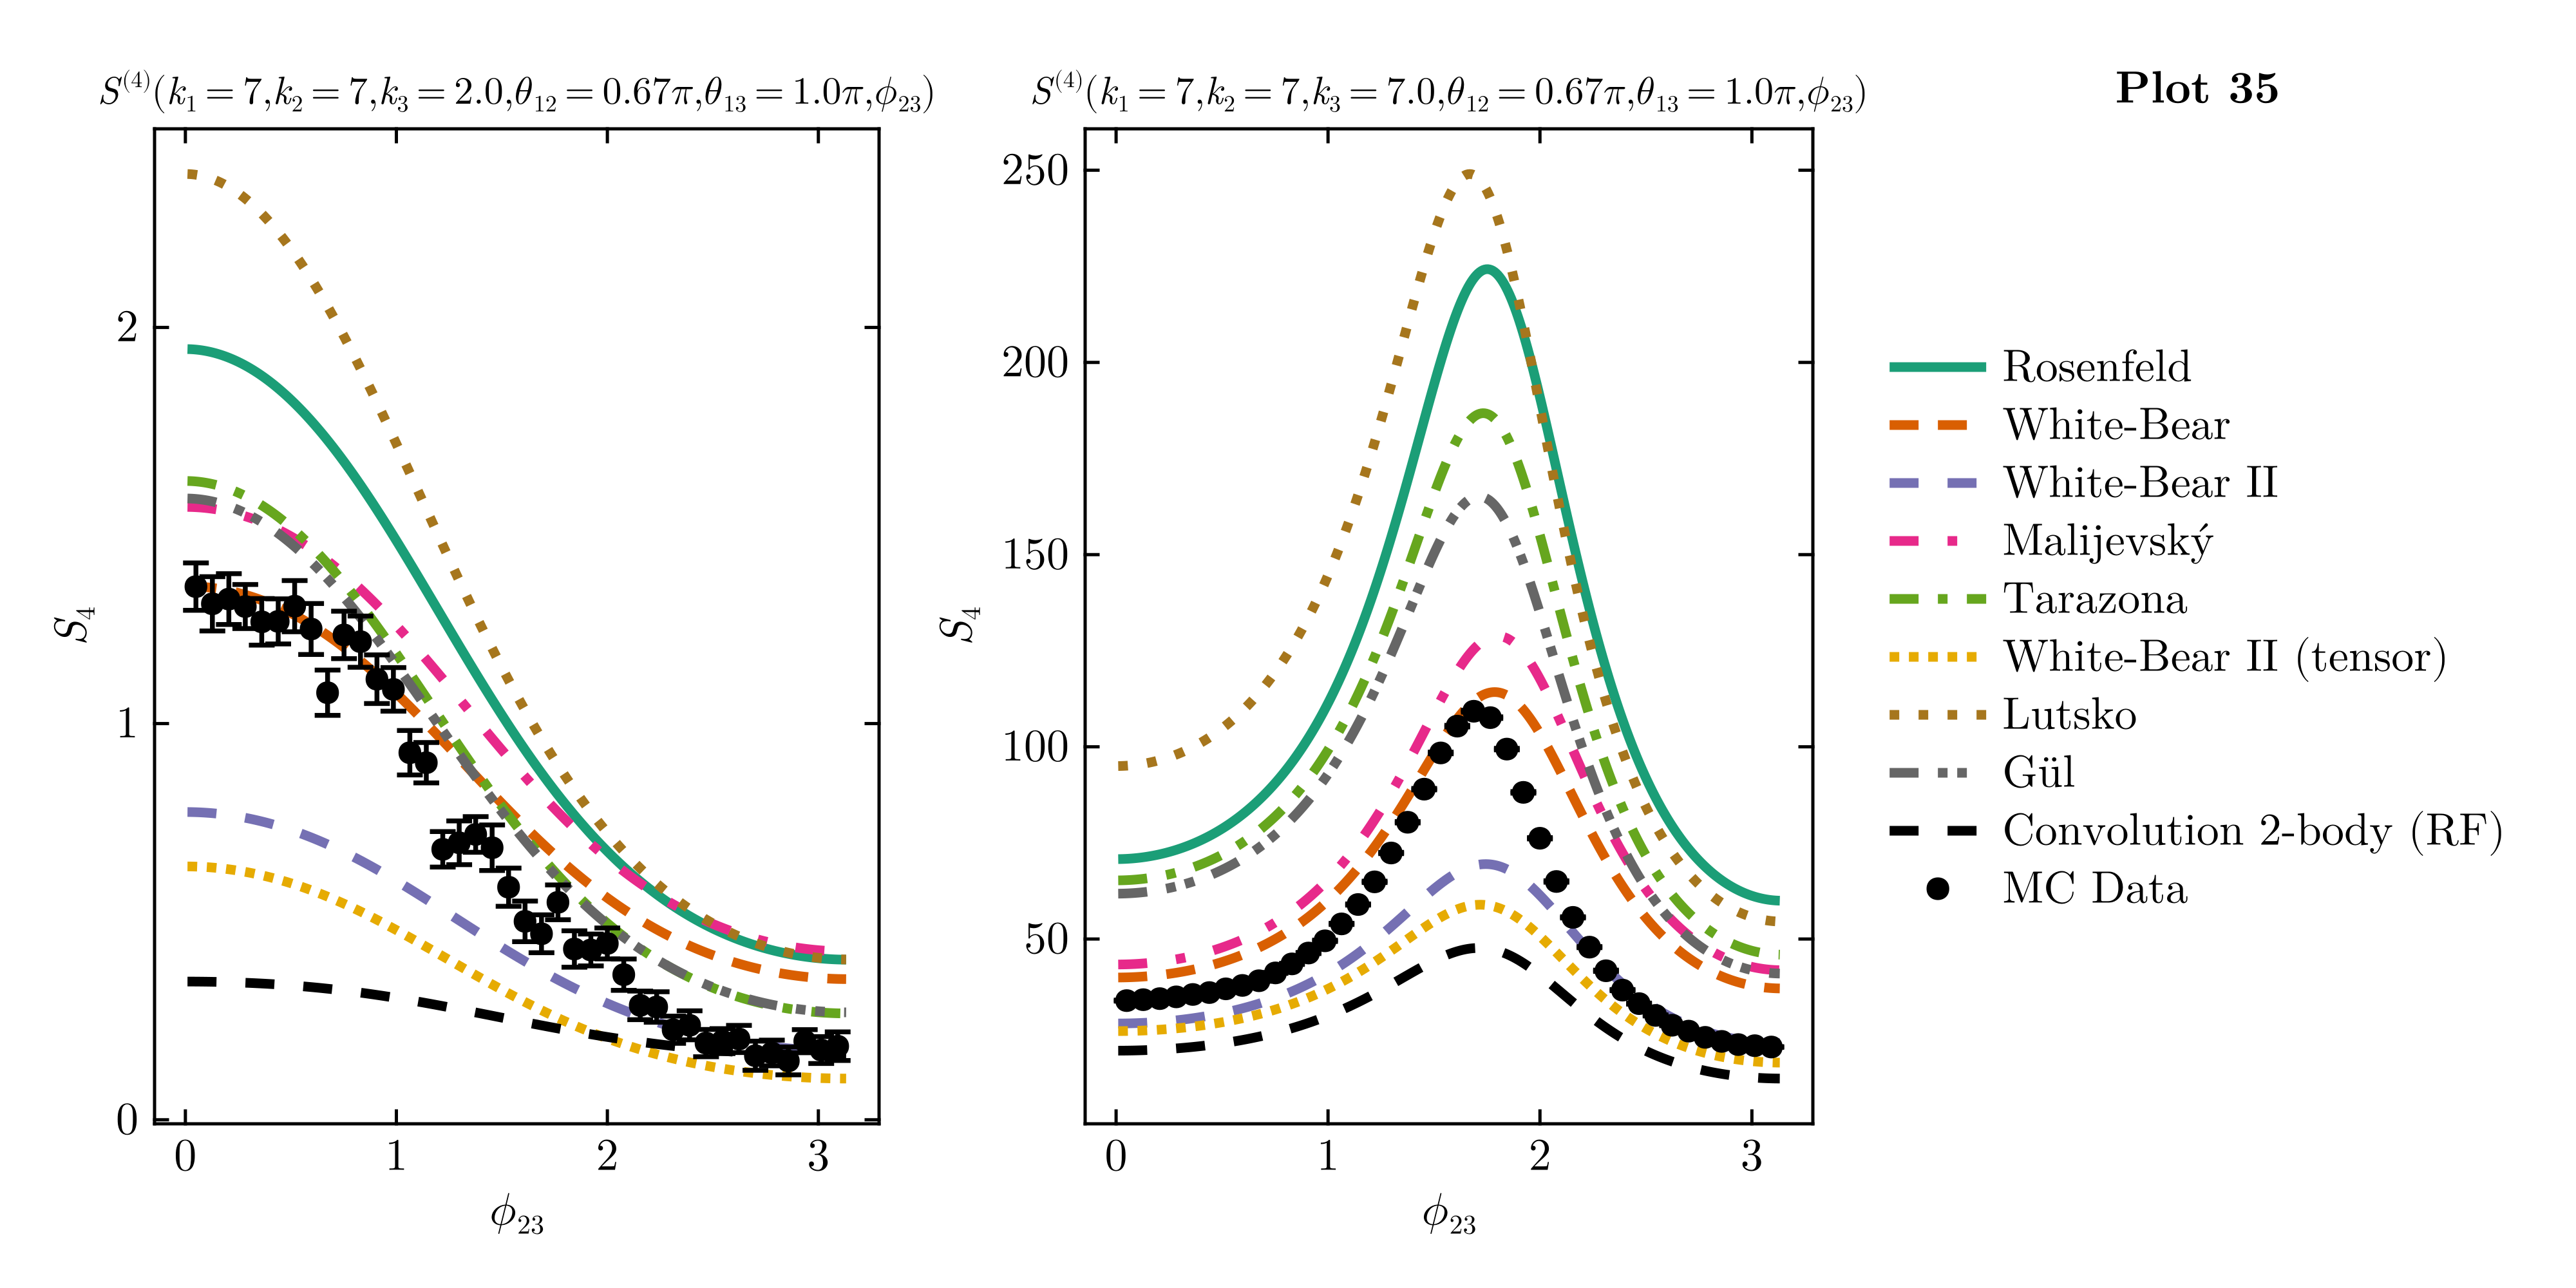 S⁽⁴⁾(k₁ = 7,k₂ = 7,k₃ = 2.0,θ₁₂ = 0.67π,θ₁₃ = 1.0π,ϕ₂₃)
S₄
2
1
0
0 1 2 3
ϕ₂₃
S⁽⁴⁾(k₁ = 7,k₂ = 7,k₃ = 7.0,θ₁₂ = 0.67π,θ₁₃ = 1.0π,ϕ₂₃)
S₄
250
200
150
100
50
0 1 2 3
ϕ₂₃
Plot 35
Rosenfeld
White-Bear
White-Bear II
Malijevský
Tarazona
White-Bear II (tensor)
Lutsko
Gül
Convolution 2-body (RF)
MC Data